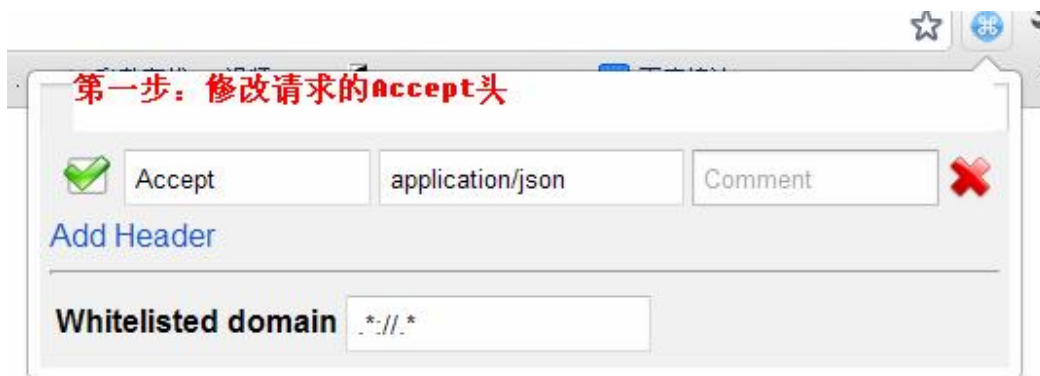 第一步：修改请求的Accept头
Accept application/json Comment
Add Header
Whitelisted domain .*://.*